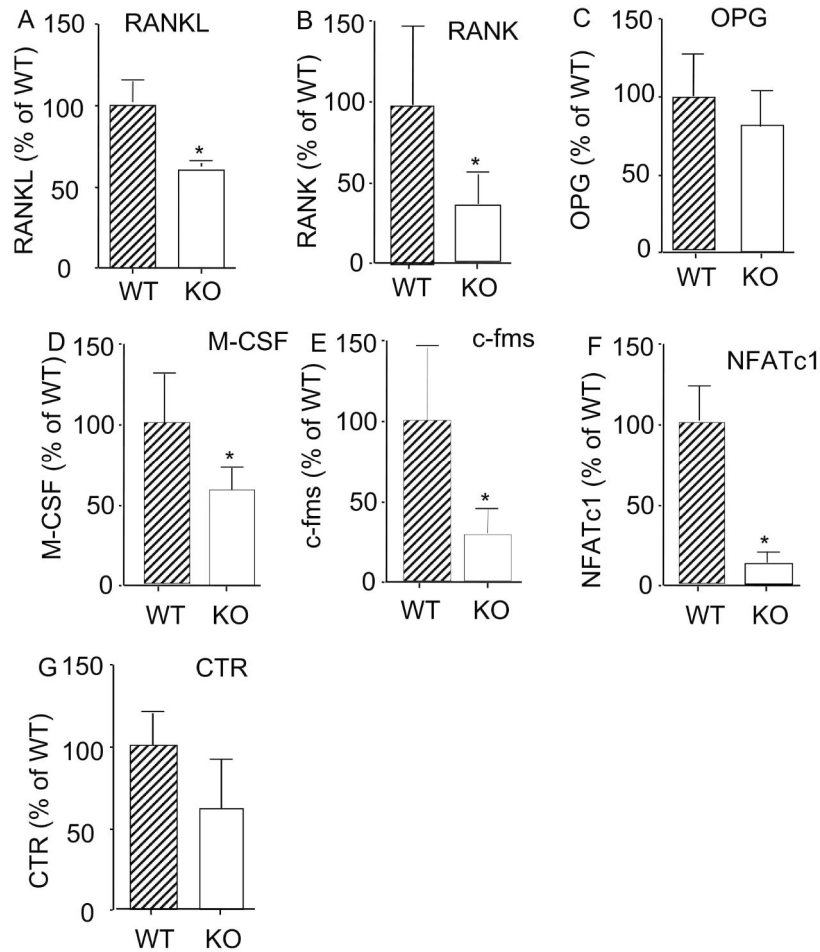 A RANKL
RANKL (% of WT)
150
100
50
0
*
WT KO
B RANK
RANK (% of WT)
150
100
50
0
*
WT KO
C OPG
OPG (% of WT)
150
100
50
0
WT KO
D M-CSF
M-CSF (% of WT)
150
100
50
0
*
WT KO
E c-fms
c-fms (% of WT)
150
100
50
0
*
WT KO
F NFATc1
NFATc1 (% of WT)
150
100
50
0
*
WT KO
G CTR
CTR (% of WT)
150
100
50
0
WT KO